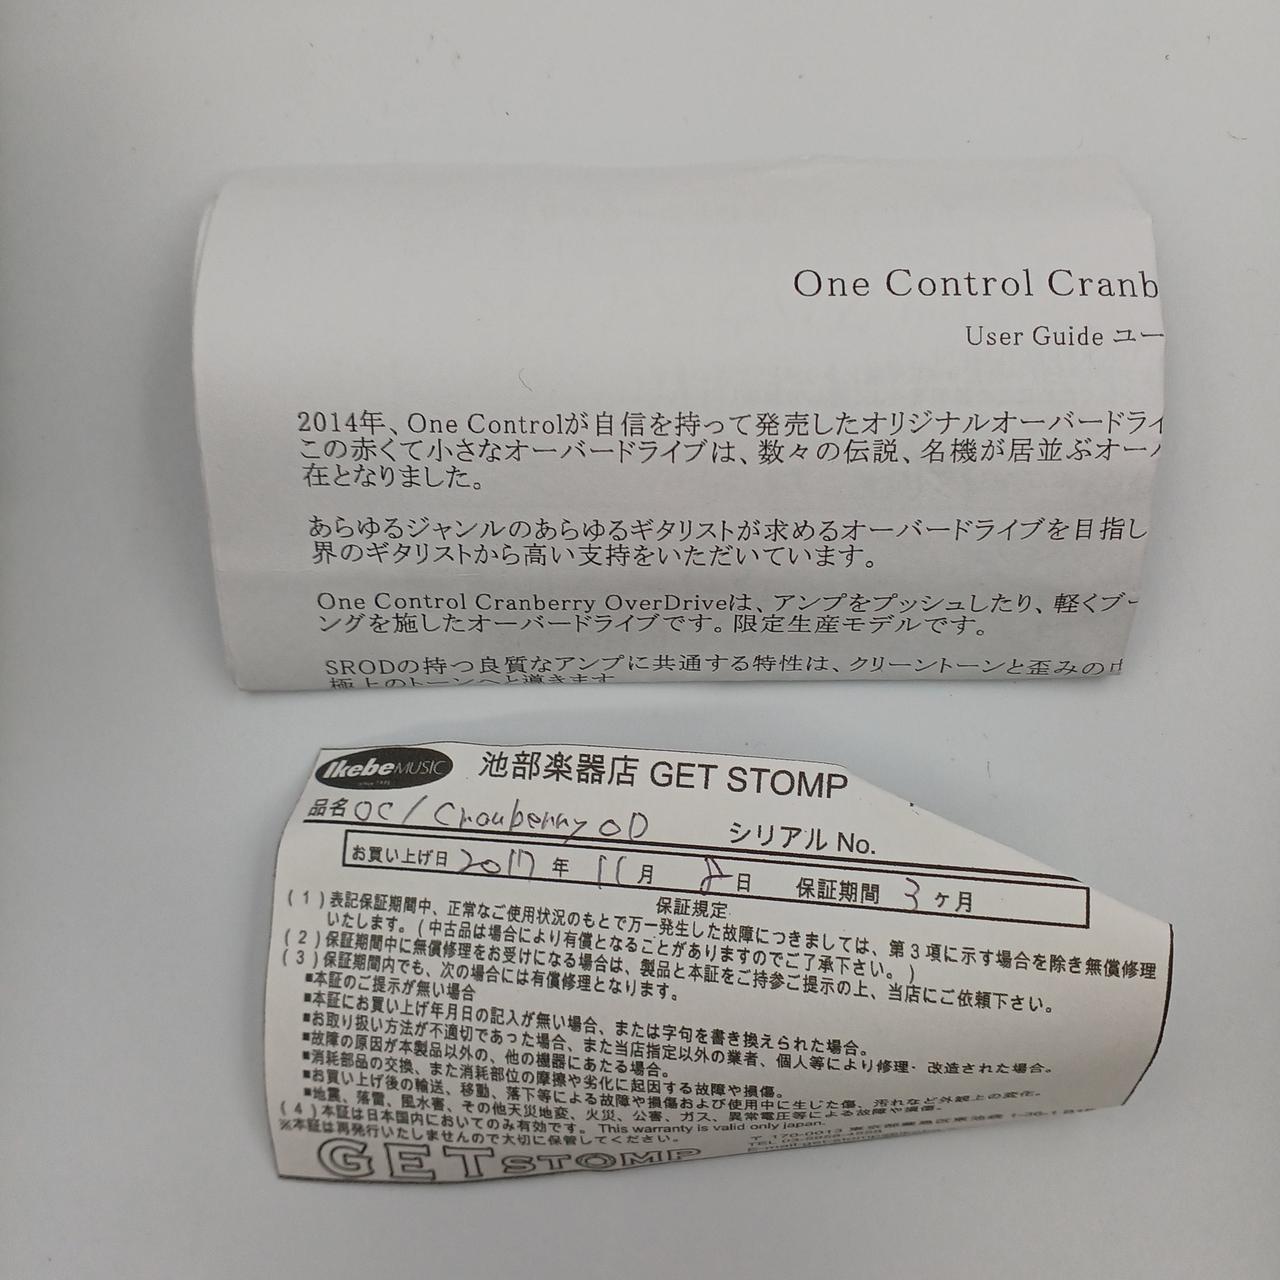 One Control Cranb
User Guide ユー
2014年、One Controlが自信を持って発売したオリジナルオーバードライ
この赤くて小さなオーバードライブは、数々の伝説、名機が居並ぶオー
在となりました。
あらゆるジャンルのあらゆるギタリストが求めるオーバードライブを目指し
界のギタリストから高い支持をいただいています。
One Control Cranberry OverDriveは、アンプをプッシュしたり、軽くブー
ングを施したオーバードライブです。限定生産モデルです。
SRODの持つ良質なアンプに共通する特性は、クリーントーンと歪みの
極上のトーンへと導きます
IkebeMUSIC 池部楽器店 GET STOMP
品名 OC/Cranberry OD シリアル No.
お買い上げ日 2017年 11月 8日 保証期間 3ヶ月
保証規定
(1)表記保証期間中、正常なご使用状況のもとで万一発生した故障につきましては、第3項に示す場合を除き無償修理
いたします。(中古品は場合により有償となることがありますのでご了承下さい。)
(2)保証期間中に無償修理をお受けになる場合は、製品と本証をご持参ご提示の上、当店にご依頼下さい。
(3)保証期間内でも、次の場合には有償修理となります。
■本証のご提示が無い場合
■本証にお買い上げ年月日の記入が無い場合、または字句を書き換えられた場合。
■お取り扱い方法が不適切であった場合、また当店指定以外の業者、個人等により修理・改造された場合。
■故障の原因が本製品以外の、他の機器にあたる場合。
■消耗部品の交換、また消耗部位の摩擦や劣化に起因する故障や損傷。
■お買い上げ後の輸送、移動、落下等による故障や損傷および使用中に生じた傷、汚れなど外観上の変化。
■地震、落雷、風水害、その他天災地変、火災、公害、ガス、異常電圧等による故障や損傷。
(4)本証は日本国内においてのみ有効です。 This warranty is valid only japan.
※本証は再発行いたしませんので大切に保管してください。
GET STOMP
〒170-0013 東京都豊島区東池袋 1-36-1